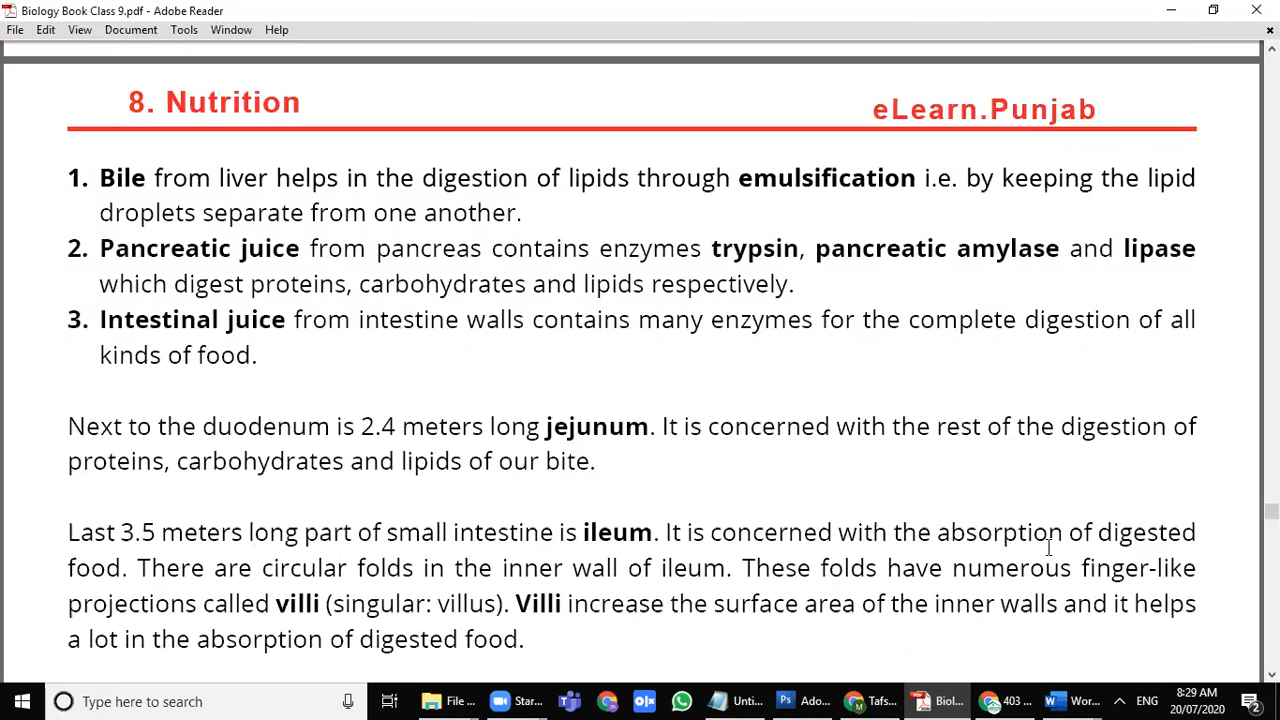 Biology Book Class 9.pdf - Adobe Reader
File Edit View Document Tools Window Help
8. Nutrition
eLearn.Punjab
1. Bile from liver helps in the digestion of lipids through emulsification i.e. by keeping the lipid
droplets separate from one another.
2. Pancreatic juice from pancreas contains enzymes trypsin, pancreatic amylase and lipase
which digest proteins, carbohydrates and lipids respectively.
3. Intestinal juice from intestine walls contains many enzymes for the complete digestion of all
kinds of food.
Next to the duodenum is 2.4 meters long jejunum. It is concerned with the rest of the digestion of
proteins, carbohydrates and lipids of our bite.
Last 3.5 meters long part of small intestine is ileum. It is concerned with the absorption of digested
food. There are circular folds in the inner wall of ileum. These folds have numerous finger-like
projections called villi (singular: villus). Villi increase the surface area of the inner walls and it helps
a lot in the absorption of digested food.
Type here to search
File ...
Star...
Unti...
Ado...
Tafs...
Biol...
403 ...
Wor...
ENG
8:29 AM
20/07/2020
2